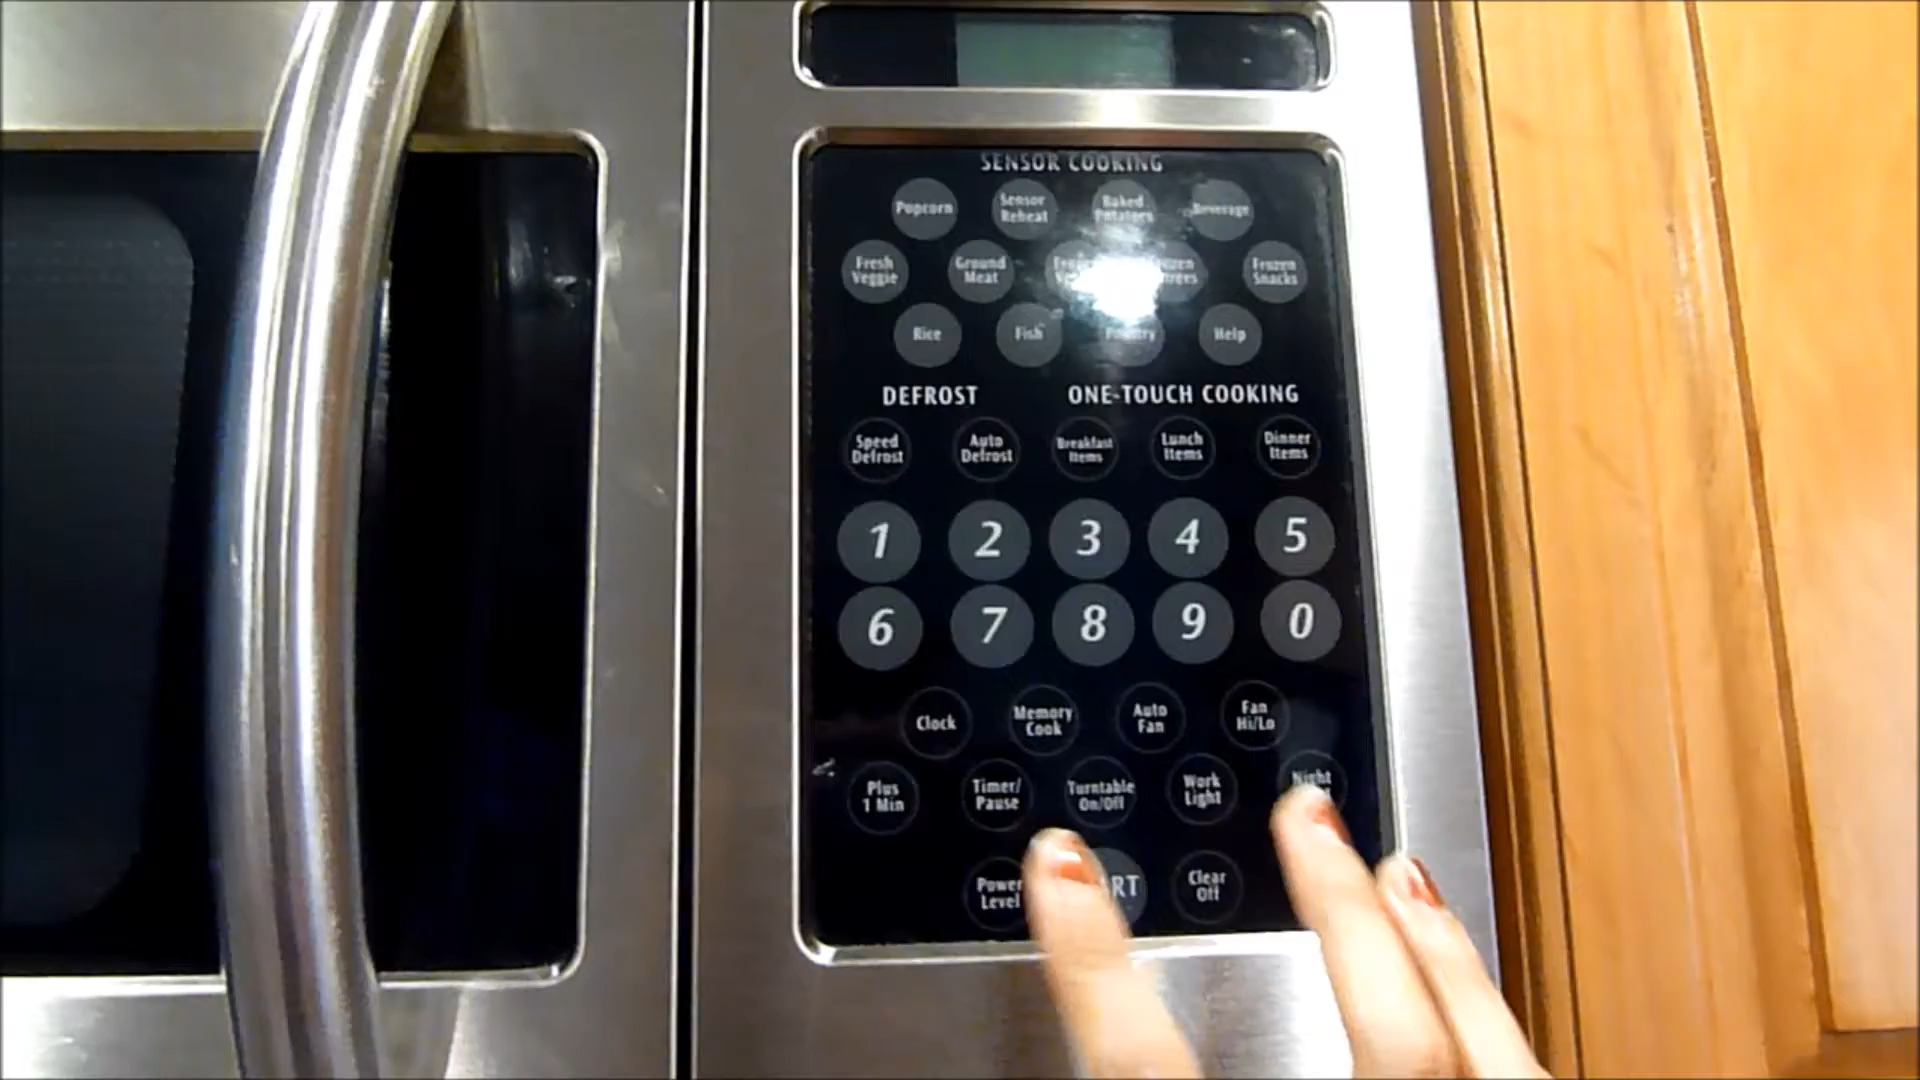 SENSOR COOKING
Popcorn
Sensor
Reheat
Baked
Potatoes
Beverage
Fresh
Veggie
Ground
Meat
Frozen
Snacks
Rice
Fish
Poultry
Help
DEFROST ONE-TOUCH COOKING
Speed
Defrost
Auto
Defrost
Breakfast
Items
Lunch
Items
Dinner
Items
1 2 3 4 5
6 7 8 9 0
Clock
Memory
Cook
Auto
Fan
Fan
Hi/Lo
Plus
1 Min
Timer/
Pause
Turntable
On/Off
Work
Light
Night
Power
Level
Clear
Off